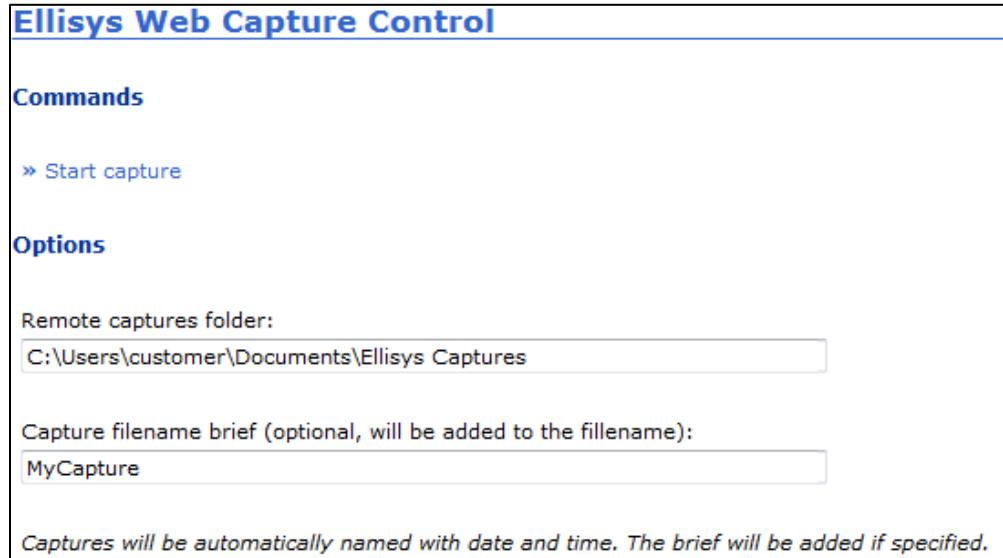 Ellisys Web Capture Control
Commands
» Start capture
Options
Remote captures folder:
C:\Users\customer\Documents\Ellisys Captures
Capture filename brief (optional, will be added to the fillename):
MyCapture
Captures will be automatically named with date and time. The brief will be added if specified.